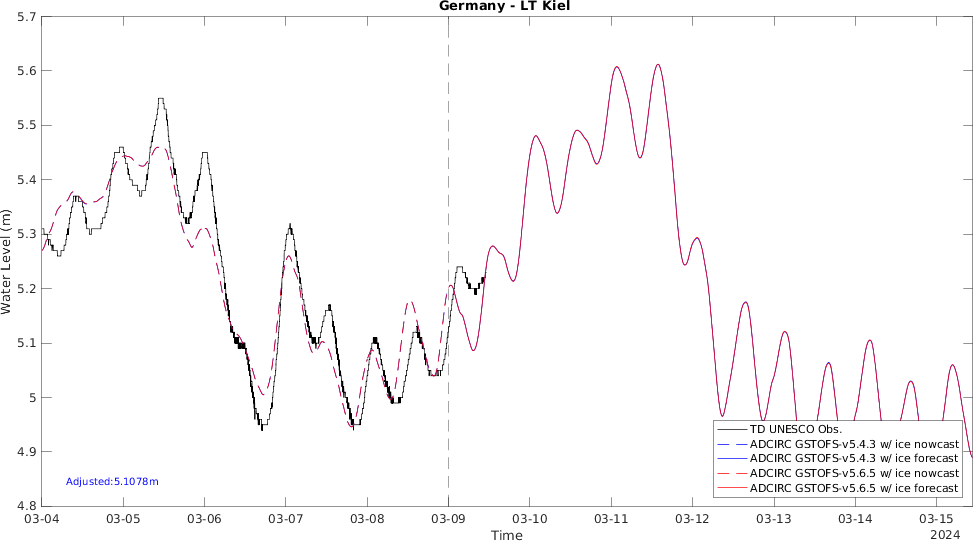 Germany - LT Kiel
5.7
5.6
5.5
5.4
5.3
5.2
5.1
5
4.9
4.8
Water Level (m)
Adjusted:5.1078m
TD UNESCO Obs.
ADCIRC GSTOFS-v5.4.3 w/ ice nowcast
ADCIRC GSTOFS-v5.4.3 w/ ice forecast
ADCIRC GSTOFS-v5.6.5 w/ ice nowcast
ADCIRC GSTOFS-v5.6.5 w/ ice forecast
03-04 03-05 03-06 03-07 03-08 03-09 03-10 03-11 03-12 03-13 03-14 03-15
Time
2024